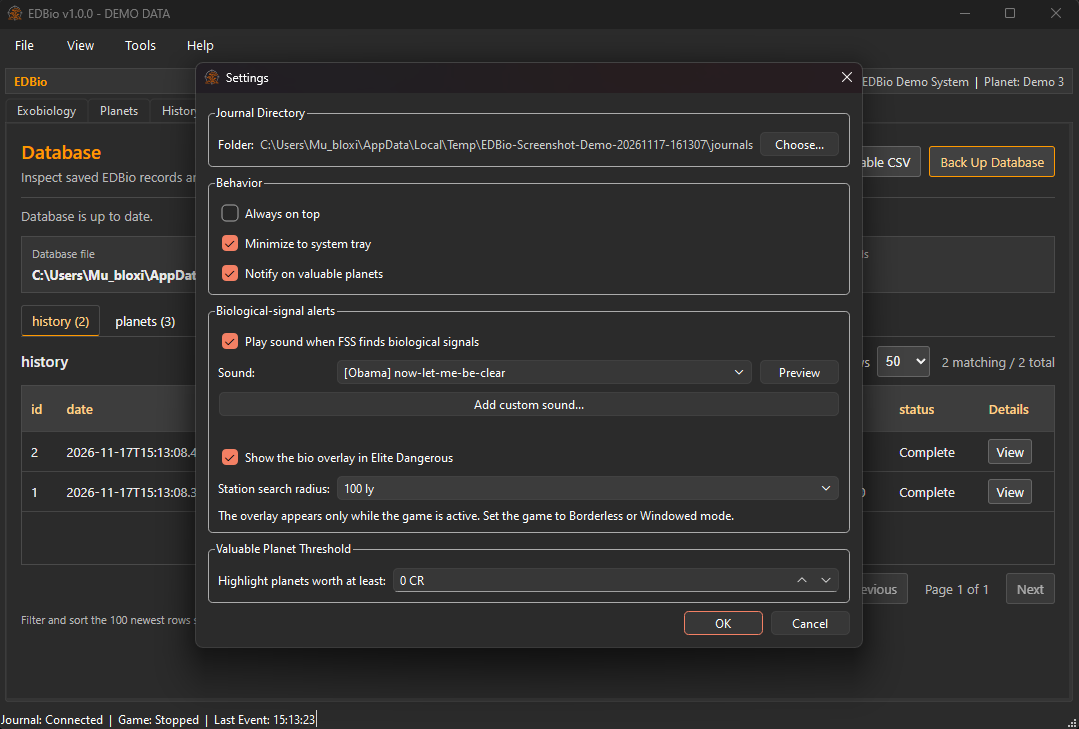 EDBio v1.0.0 - DEMO DATA
File View Tools Help
EDBio
EDBio Demo System | Planet: Demo 3
Exobiology Planets History
Database
Inspect saved EDBio records
CSV
Back Up Database
Database is up to date.
Database file
C:\Users\Mu_bloxi\AppDat
history (2) planets (3)
history
50
2 matching / 2 total
id date status Details
2 2026-11-17T15:13:08.4 Complete View
1 2026-11-17T15:13:08.3 Complete View
Page 1 of 1 Next
Filter and sort the 100 newest rows
Journal: Connected | Game: Stopped | Last Event: 15:13:23
Settings
Journal Directory
Folder: C:\Users\Mu_bloxi\AppData\Local\Temp\EDBio-Screenshot-Demo-20261117-161307\journals Choose...
Behavior
Always on top
Minimize to system tray
Notify on valuable planets
Biological-signal alerts
Play sound when FSS finds biological signals
Sound: [Obama] now-let-me-be-clear Preview
Add custom sound...
Show the bio overlay in Elite Dangerous
Station search radius: 100 ly
The overlay appears only while the game is active. Set the game to Borderless or Windowed mode.
Valuable Planet Threshold
Highlight planets worth at least: 0 CR
OK Cancel